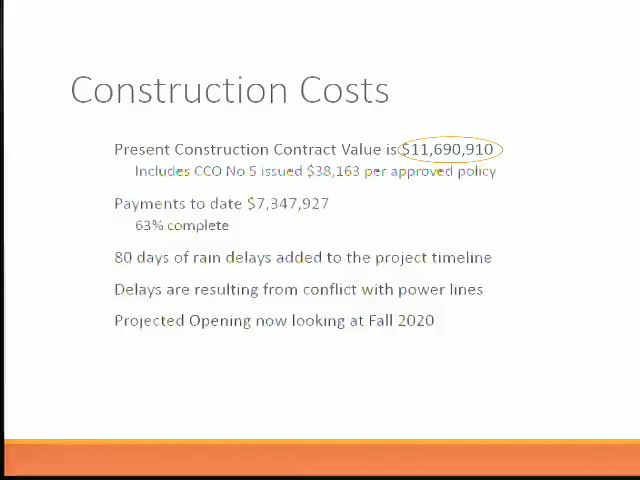 Construction Costs
Present Construction Contract Value is $11,690,910
Includes CCO No 5 issued $38,163 per approved policy
Payments to date $7,347,927
63% complete
80 days of rain delays added to the project timeline
Delays are resulting from conflict with power lines
Projected Opening now looking at Fall 2020